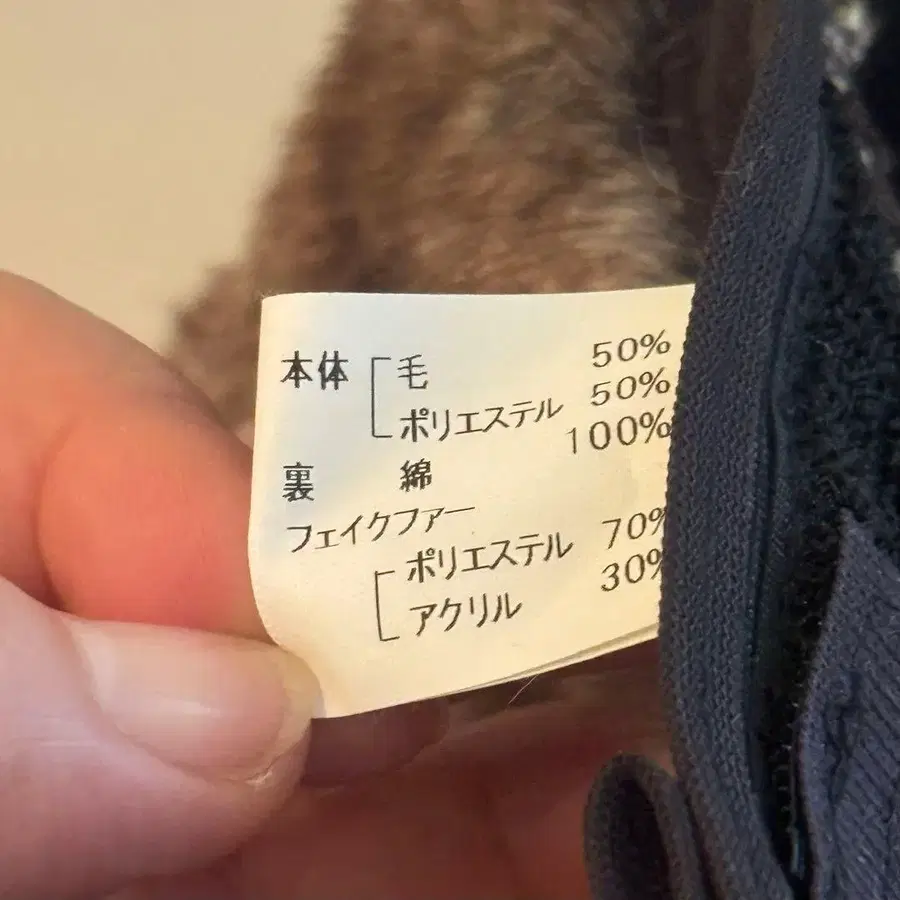 本体 毛 50%
ポリエステル 50%
裏 綿 100%
フェイクファー
ポリエステル 70%
アクリル 30%